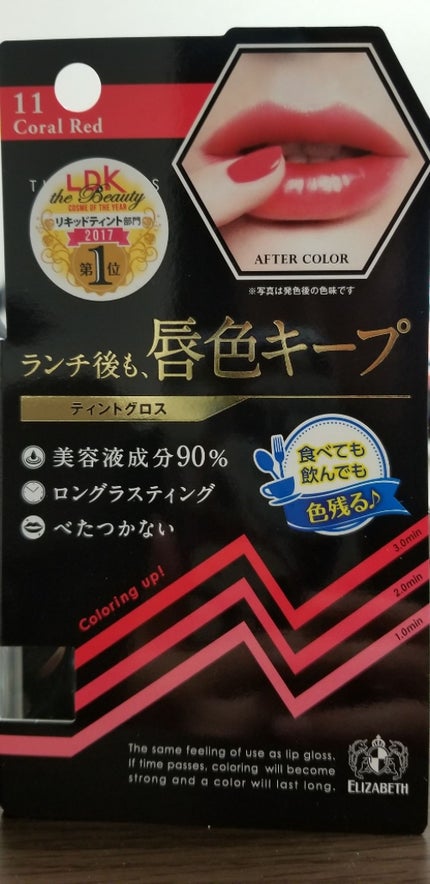 11
Coral Red
LDK
the Beauty
COSME OF THE YEAR
リキッドティント部門
2017
第1位
AFTER COLOR
※写真は発色後の色味です
ランチ後も、唇色キープ
ティントグロス
美容液成分90%
ロングラスティング
べたつかない
食べても
飲んでも
色残る♪
Coloring up!
3.0min
2.0min
1.0min
The same feeling of use as lip gloss.
If time passes, coloring will become
strong and a color will last long.
ELIZABETH